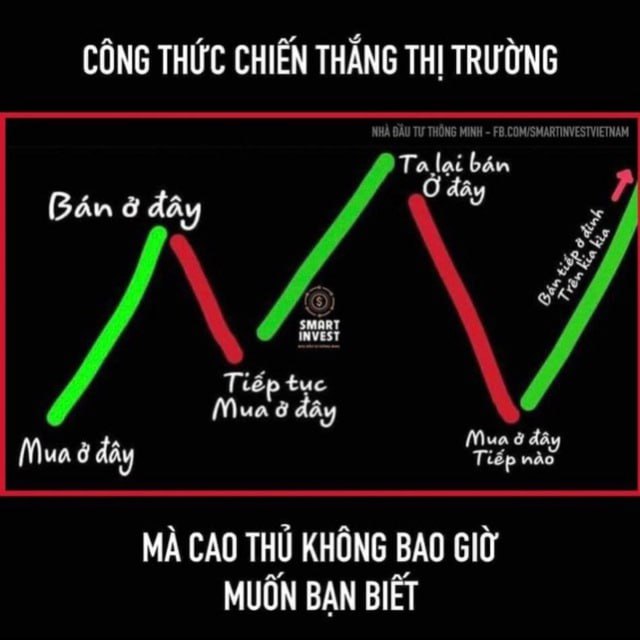 CÔNG THỨC CHIẾN THẮNG THỊ TRƯỜNG
NHÀ ĐẦU TƯ THÔNG MINH - FB.COM/SMARTINVESTVIETNAM
Bán ở đây
Ta lại bán
Ở đây
Bán tiếp ở đỉnh
Trên kia kìa
SMART
INVEST
Tiếp tục
Mua ở đây
Mua ở đây
Mua ở đây
Tiếp nào
MÀ CAO THỦ KHÔNG BAO GIỜ
MUỐN BẠN BIẾT